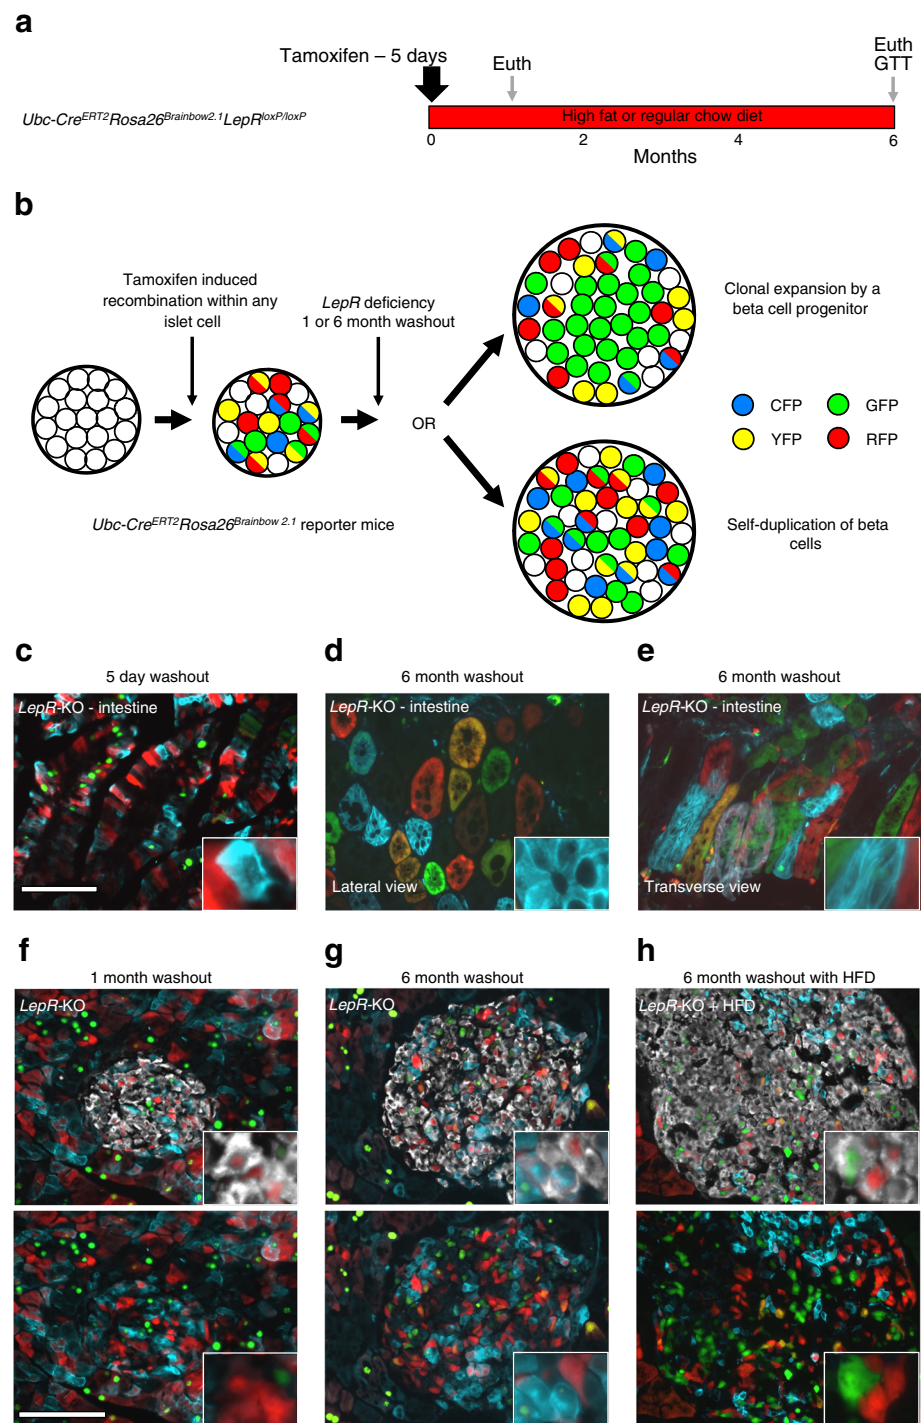 a
Tamoxifen – 5 days
Euth
Euth
GTT
Ubc-CreERT2Rosa26Brainbow2.1LepRloxP/loxP
High fat or regular chow diet
0 2 4 6
Months
b
Tamoxifen induced
recombination within any
islet cell
LepR deficiency
1 or 6 month washout
Clonal expansion by a
beta cell progenitor
OR
CFP GFP
YFP RFP
Ubc-CreERT2Rosa26Brainbow 2.1 reporter mice
Self-duplication of beta
cells
c
5 day washout
LepR-KO - intestine
d
6 month washout
LepR-KO - intestine
Lateral view
e
6 month washout
LepR-KO - intestine
Transverse view
f
1 month washout
LepR-KO
g
6 month washout
LepR-KO
h
6 month washout with HFD
LepR-KO + HFD